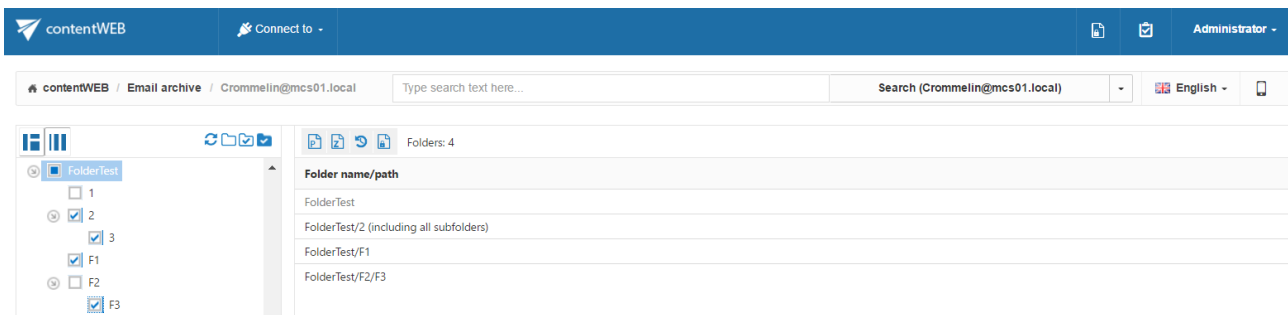 contentWEB
Connect to
Administrator
contentWEB / Email archive / Crommelin@mcs01.local
Type search text here...
Search (Crommelin@mcs01.local)
English
Folders: 4
FolderTest
1
2
3
F1
F2
F3
Folder name/path
FolderTest
FolderTest/2 (including all subfolders)
FolderTest/F1
FolderTest/F2/F3